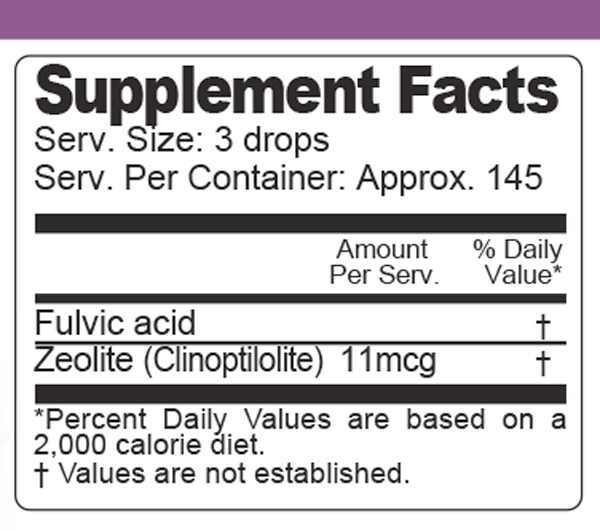 Supplement Facts
Serv. Size: 3 drops
Serv. Per Container: Approx. 145
Amount % Daily
Per Serv. Value*
Fulvic acid †
Zeolite (Clinoptilolite) 11mcg †
*Percent Daily Values are based on a
2,000 calorie diet.
† Values are not established.